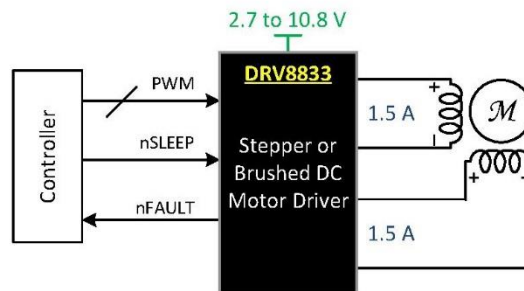 2.7 to 10.8 V
DRV8833
Controller
PWM
nSLEEP
nFAULT
Stepper or
Brushed DC
Motor Driver
+
1.5 A
–
M
+
–
1.5 A